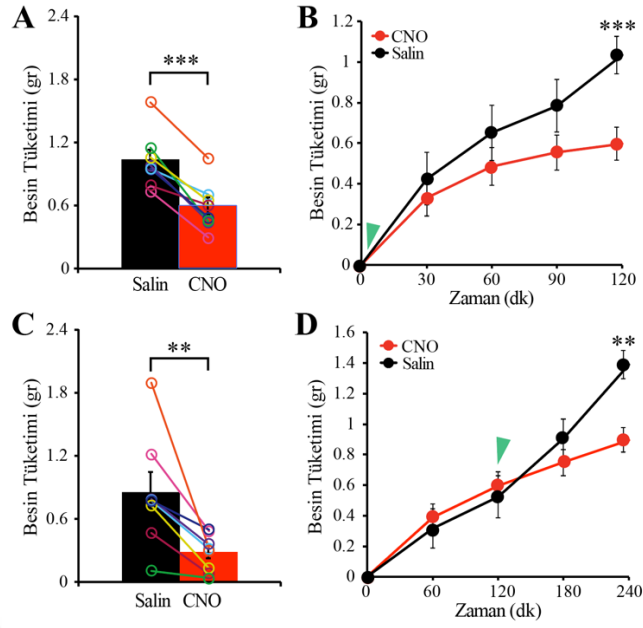 A
Besin Tüketimi (gr)
2.4
1.8
1.2
0.6
0
***
Salin
CNO
B
Besin Tüketimi (gr)
1.2
1
0.8
0.6
0.4
0.2
0
CNO
Salin
***
0
30
60
90
120
Zaman (dk)
C
Besin Tüketimi (gr)
2.4
1.8
1.2
0.6
0
**
Salin
CNO
D
Besin Tüketimi (gr)
1.6
1.4
1.2
1
0.8
0.6
0.4
0.2
0
CNO
Salin
**
0
60
120
180
240
Zaman (dk)